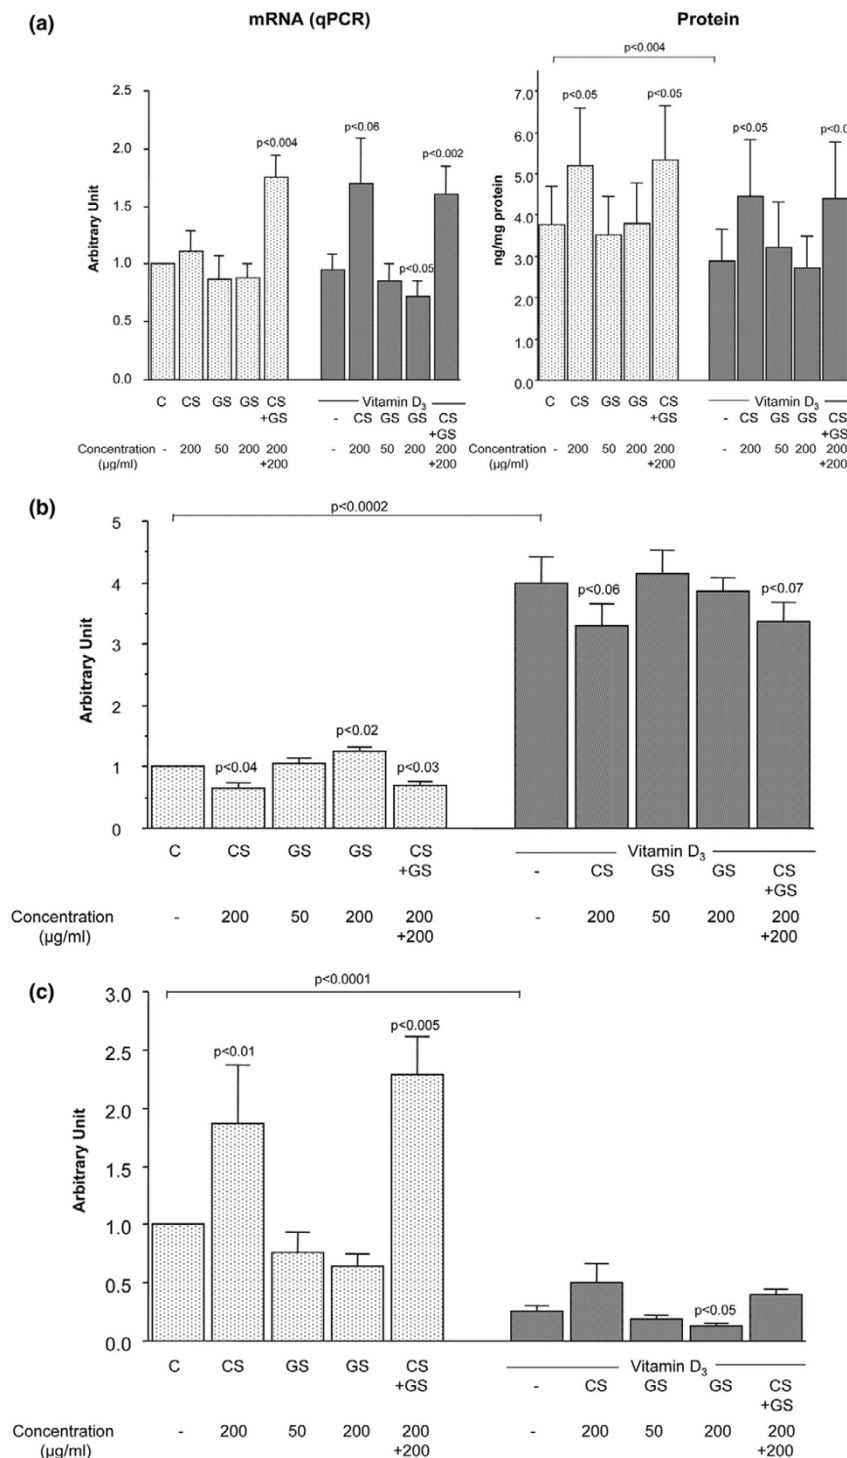 (a)
mRNA (qPCR)
Protein
p<0.004
2.5
2.0
1.5
1.0
0.5
0.0
Arbitrary Unit
p<0.004
p<0.06
p<0.05
p<0.002
7.0
6.0
5.0
4.0
3.0
2.0
1.0
0.0
ng/mg protein
p<0.05
p<0.05
p<0.05
Vitamin D3
C CS GS GS CS - CS GS GS CS
+GS +GS
Concentration - 200 50 200 200 - 200 50 200 200
(µg/ml) +200 +200
Vitamin D3
C CS GS GS CS - CS GS GS CS
+GS +GS
Concentration - 200 50 200 200 - 200 50 200 200
(µg/ml) +200 +200
(b)
p<0.0002
5
4
3
2
1
0
Arbitrary Unit
p<0.04
p<0.02
p<0.03
p<0.06
p<0.07
Vitamin D3
C CS GS GS CS - CS GS GS CS
+GS +GS
Concentration - 200 50 200 200 - 200 50 200 200
(µg/ml) +200 +200
(c)
p<0.0001
3.0
2.5
2.0
1.5
1.0
0.5
0.0
Arbitrary Unit
p<0.01
p<0.005
p<0.05
Vitamin D3
C CS GS GS CS - CS GS GS CS
+GS +GS
Concentration - 200 50 200 200 - 200 50 200 200
(µg/ml) +200 +200